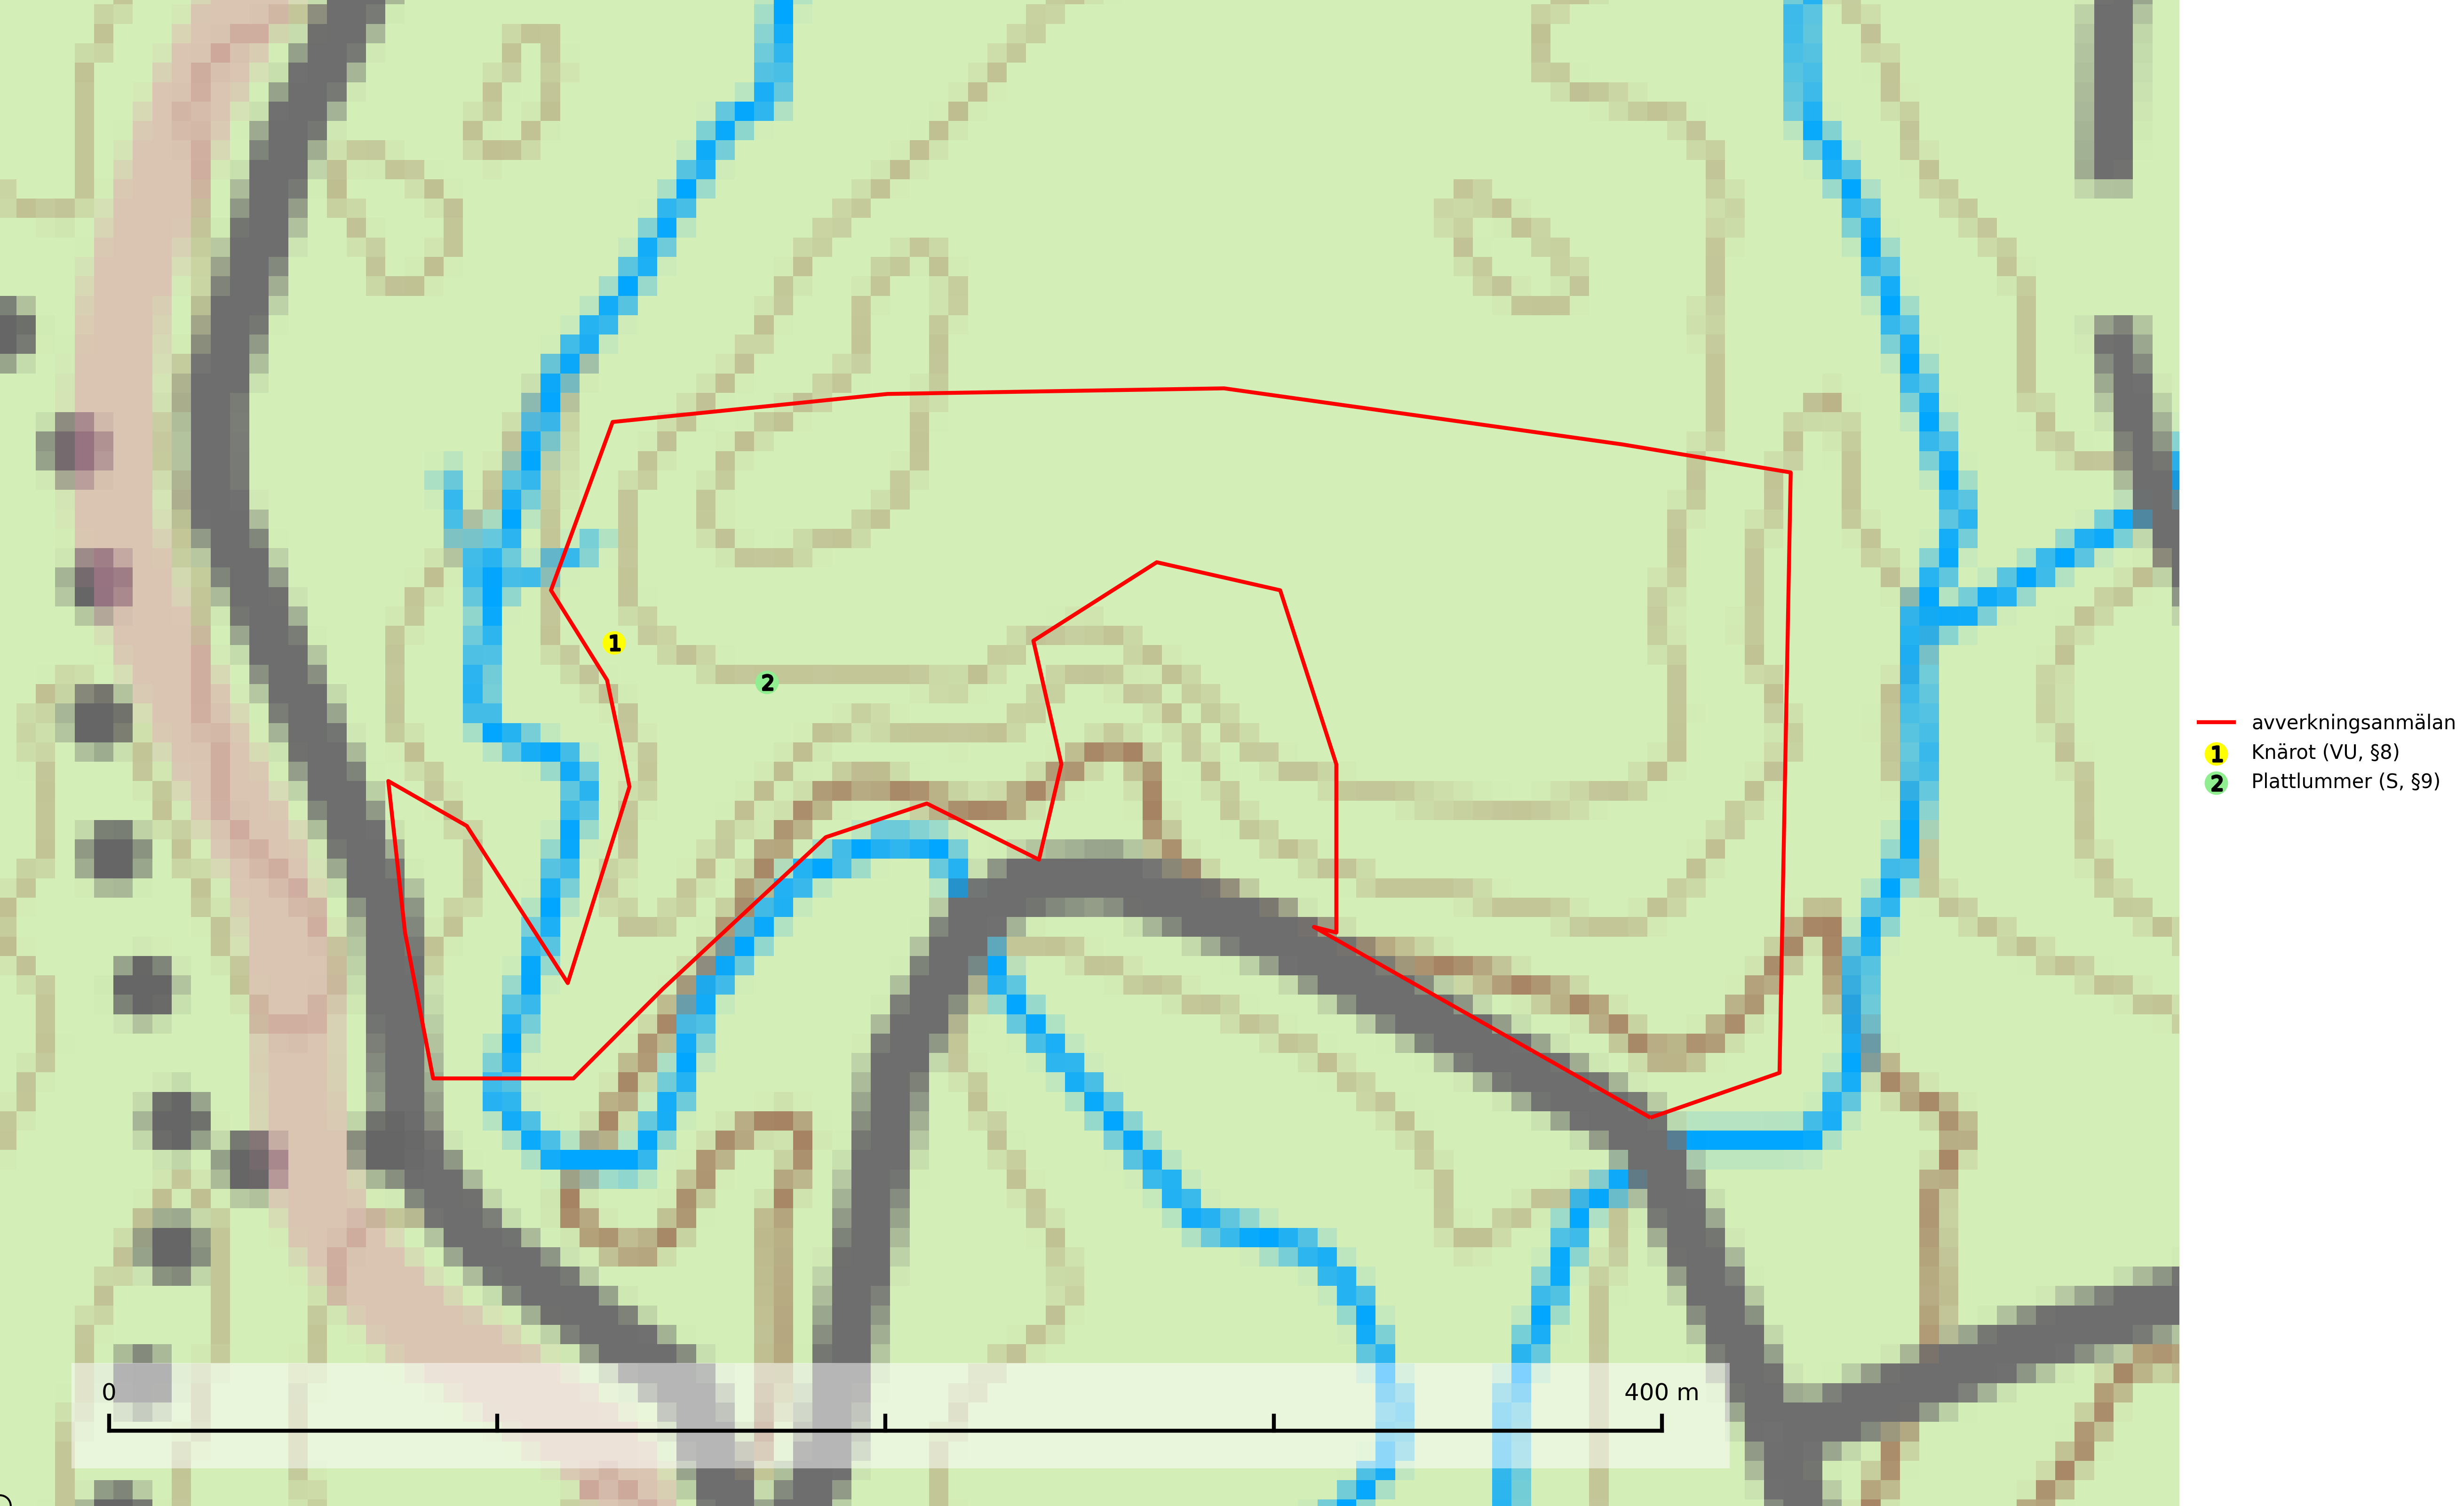 1
2
avverkningsanmälan
1 Knärot (VU, §8)
2 Plattlummer (S, §9)
0 400 m